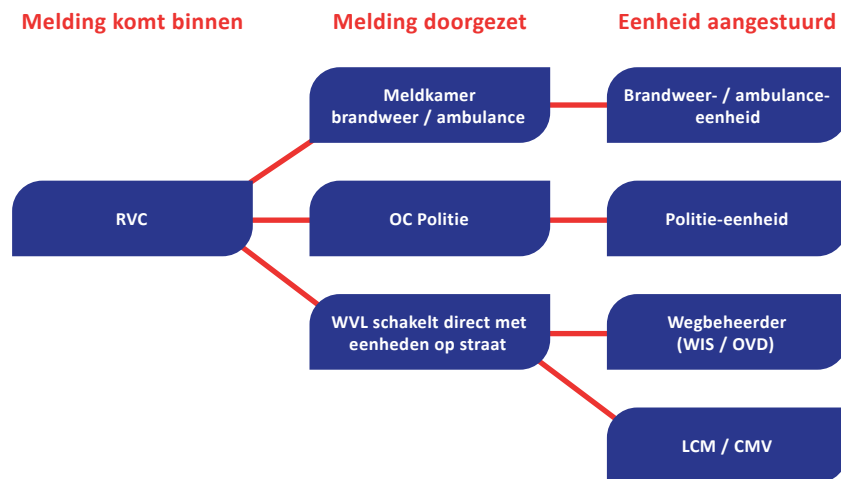 Melding komt binnen
Melding doorgezet
Eenheid aangestuurd
Meldkamer
brandweer / ambulance
Brandweer- / ambulance-
eenheid
RVC
OC Politie
Politie-eenheid
WVL schakelt direct met
eenheden op straat
Wegbeheerder
(WIS / OVD)
LCM / CMV